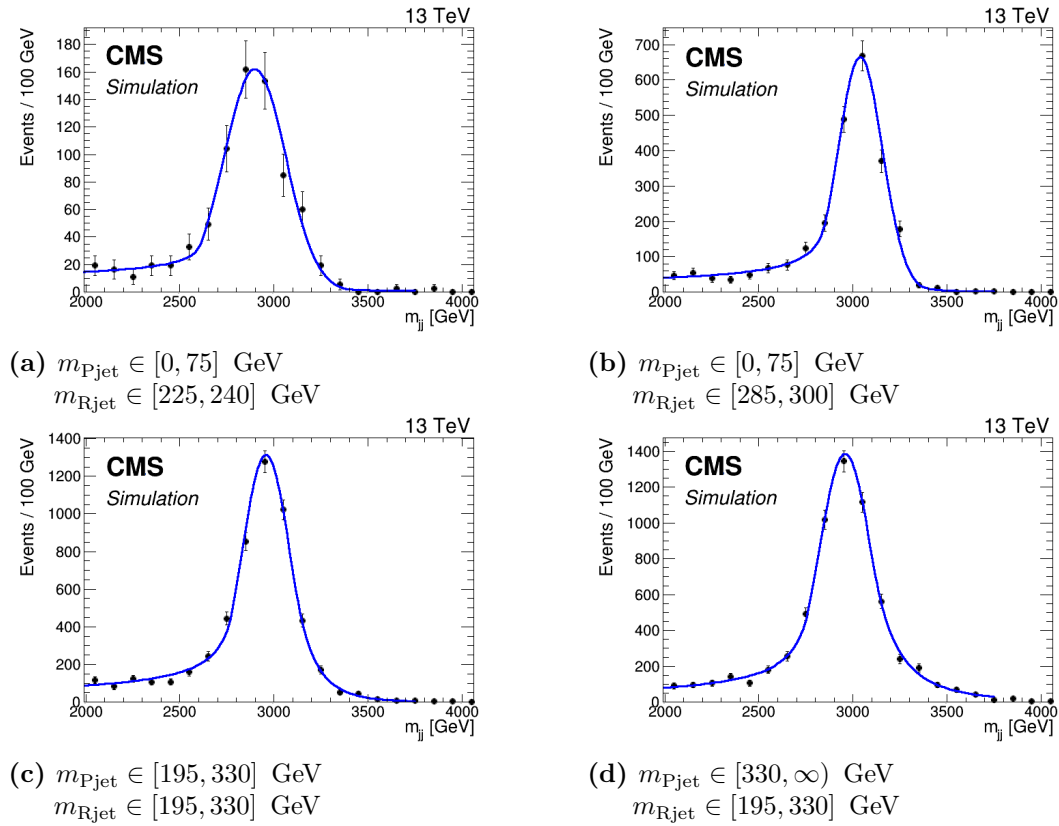 13 TeV
Events / 100 GeV
CMS
Simulation
180
160
140
120
100
80
60
40
20
0
2000 2500 3000 3500 4000
m_jj [GeV]
(a) m_Pjet ∈ [0, 75] GeV
m_Rjet ∈ [225, 240] GeV
13 TeV
Events / 100 GeV
CMS
Simulation
700
600
500
400
300
200
100
0
2000 2500 3000 3500 4000
m_jj [GeV]
(b) m_Pjet ∈ [0, 75] GeV
m_Rjet ∈ [285, 300] GeV
13 TeV
Events / 100 GeV
CMS
Simulation
1400
1200
1000
800
600
400
200
0
2000 2500 3000 3500 4000
m_jj [GeV]
(c) m_Pjet ∈ [195, 330] GeV
m_Rjet ∈ [195, 330] GeV
13 TeV
Events / 100 GeV
CMS
Simulation
1400
1200
1000
800
600
400
200
0
2000 2500 3000 3500 4000
m_jj [GeV]
(d) m_Pjet ∈ [330, ∞) GeV
m_Rjet ∈ [195, 330] GeV